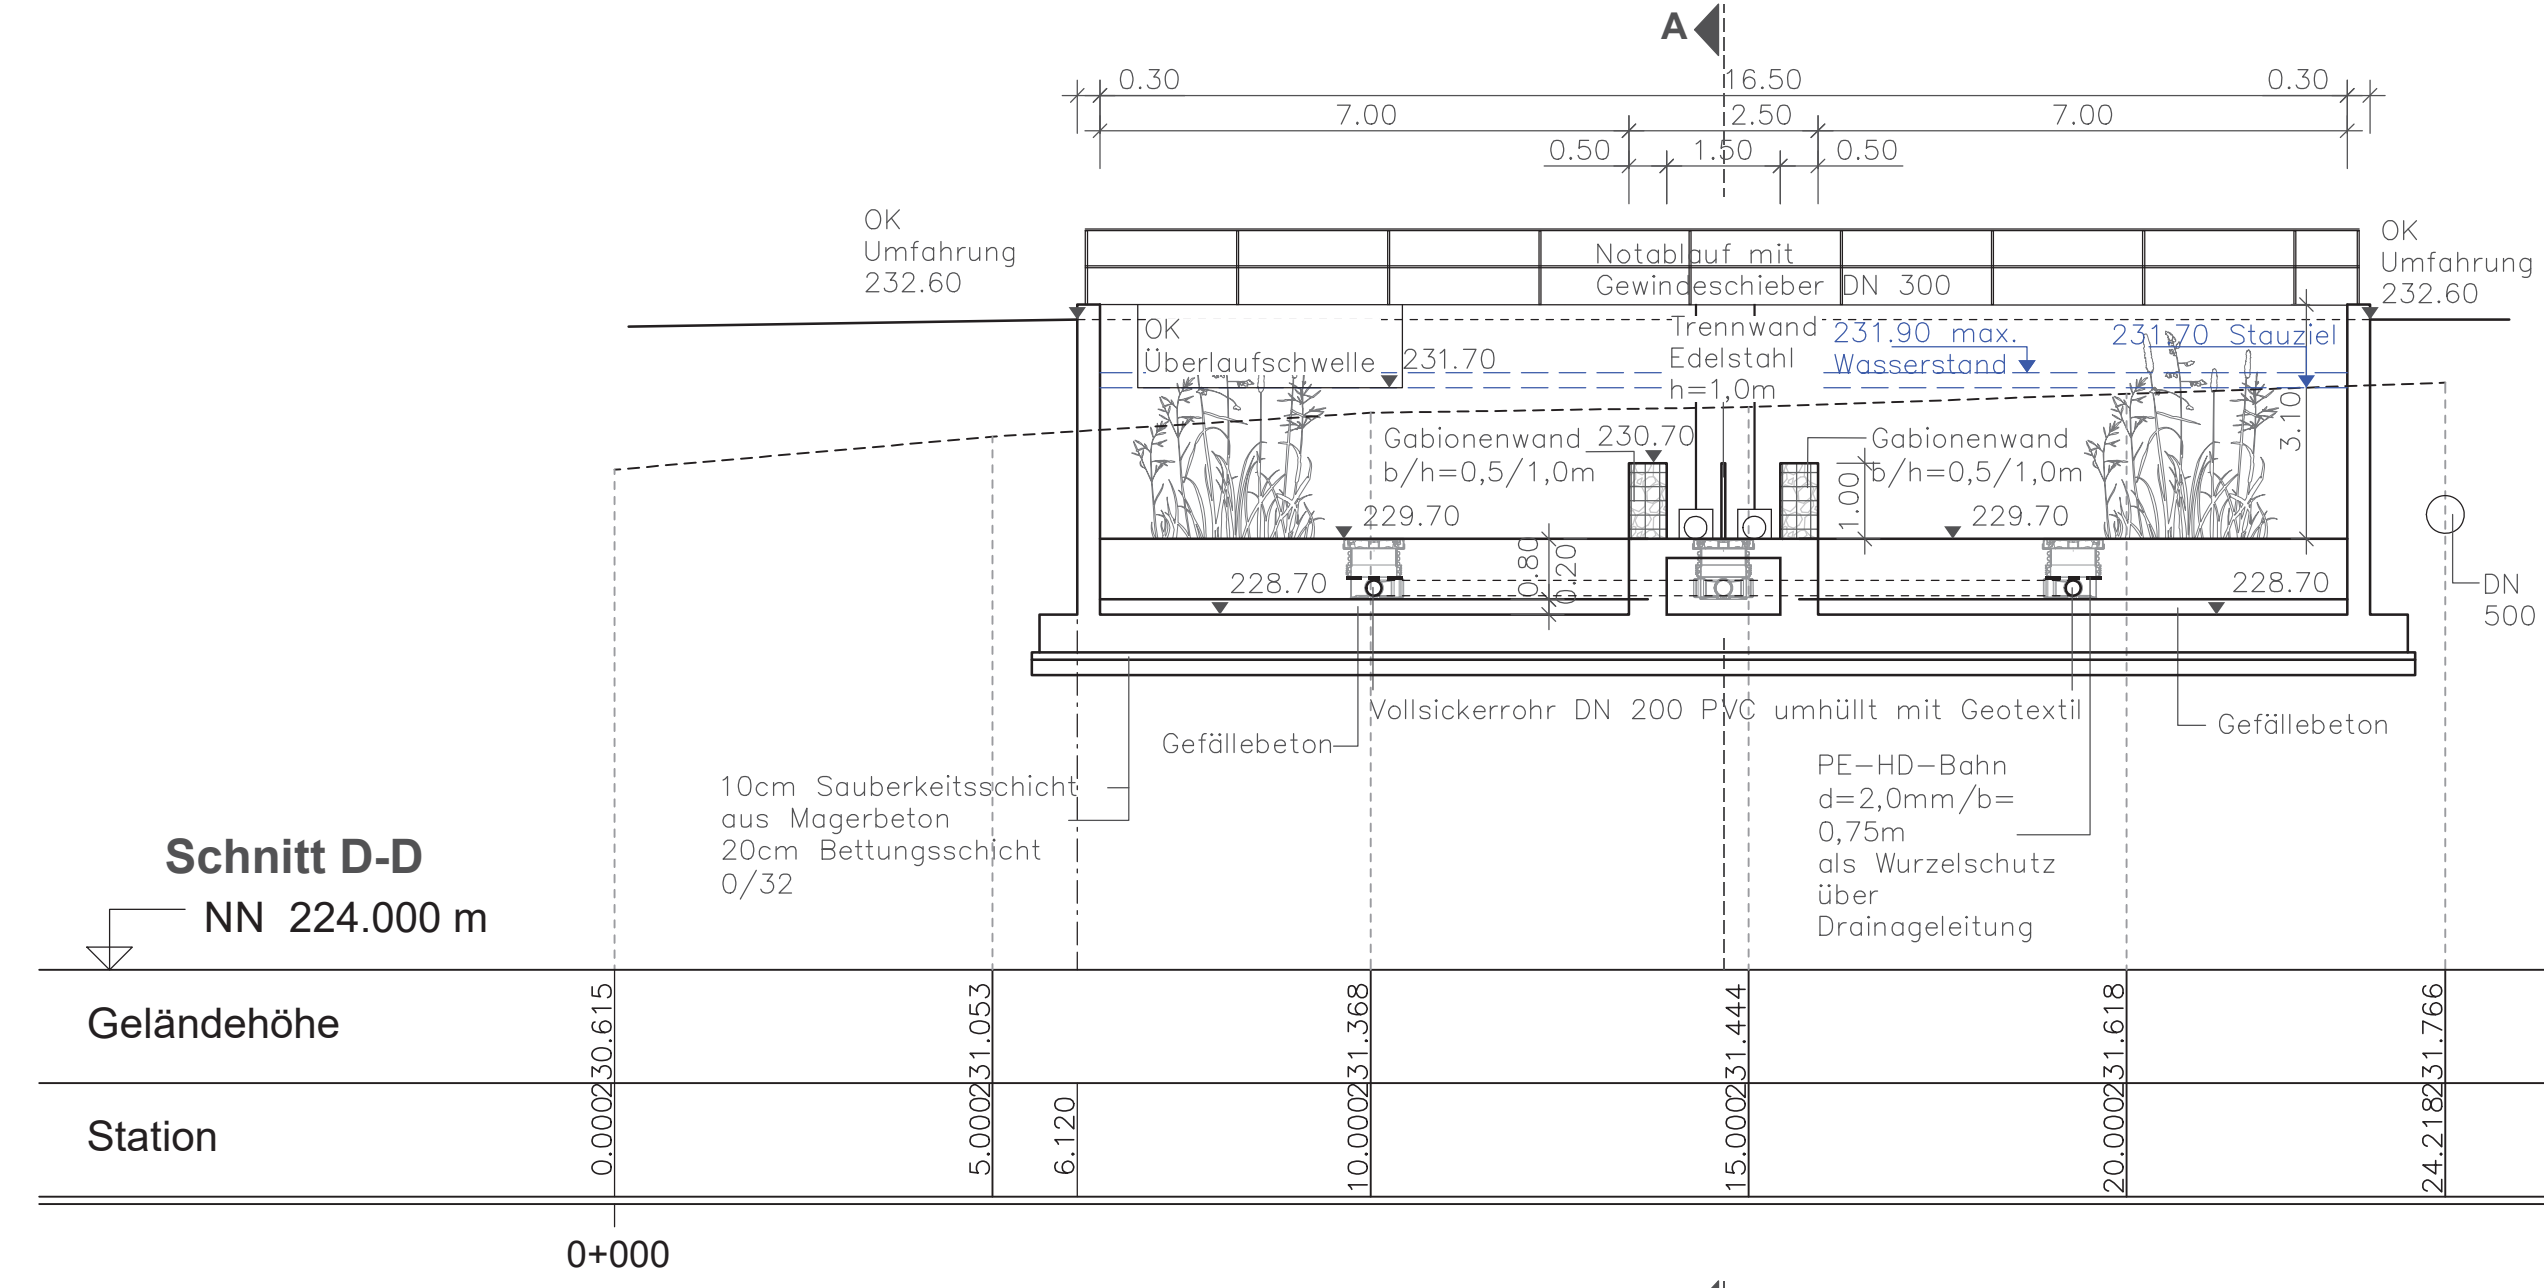 A
0.30 16.50 0.30
7.00 2.50 7.00
0.50 1.50 0.50
OK
Umfahrung
232.60
OK
Umfahrung
232.60
Notablauf mit
Gewindeschieber DN 300
OK
Überlaufschwelle 231.70
Trennwand
Edelstahl
h=1,0m
231.90 max.
Wasserstand
231.70 Stauziel
3.10
Gabionenwand
b/h=0,5/1,0m
230.70
Gabionenwand
b/h=0,5/1,0m
1.00
229.70
229.70
0.80
0.20
228.70
228.70
DN
500
Vollsickerrohr DN 200 PVC umhüllt mit Geotextil
Gefällebeton
Gefällebeton
10cm Sauberkeitsschicht
aus Magerbeton
20cm Bettungsschicht
0/32
PE-HD-Bahn
d=2,0mm/b=
0,75m
als Wurzelschutz
über
Drainageleitung
Schnitt D-D
NN 224.000 m
Geländehöhe
230.615
231.053
231.368
231.444
231.618
231.766
Station
0.000
5.000
6.120
10.000
15.000
20.000
24.218
0+000